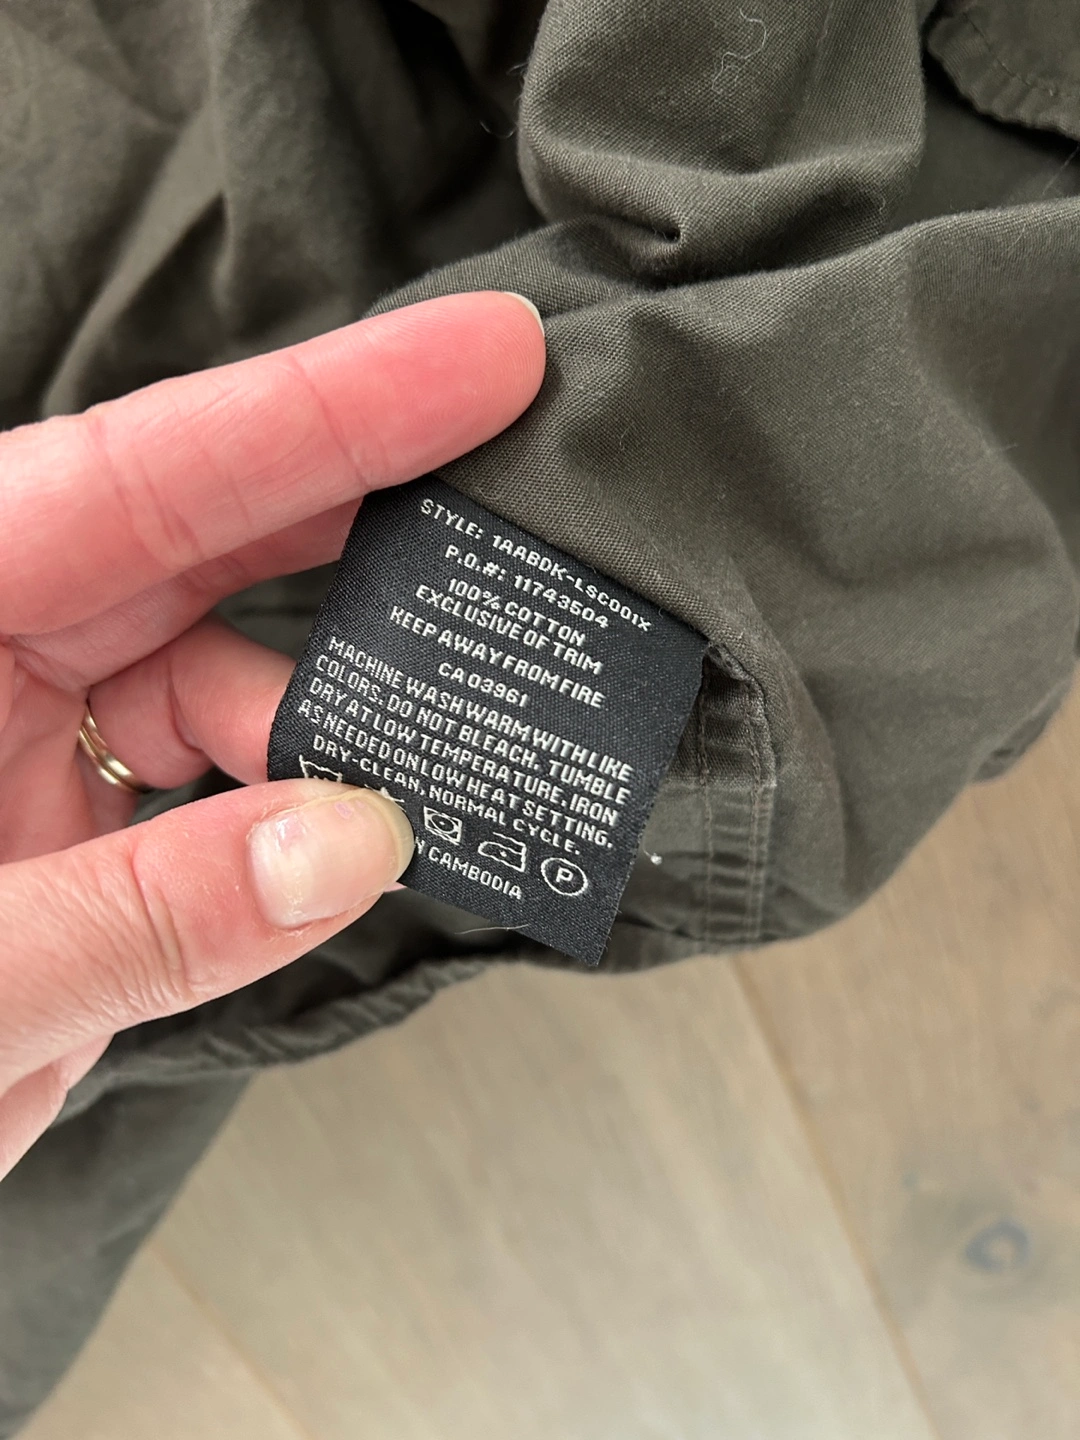 STYLE: 1AABDK-LSC001X
P.O.#: 11743504
100% COTTON
EXCLUSIVE OF TRIM
KEEP AWAY FROM FIRE
CA 03961
MACHINE WASH WARM WITH LIKE
COLORS. DO NOT BLEACH. TUMBLE
DRY AT LOW TEMPERATURE. IRON
AS NEEDED ON LOW HEAT SETTING.
DRY-CLEAN, NORMAL CYCLE.
P
CAMBODIA